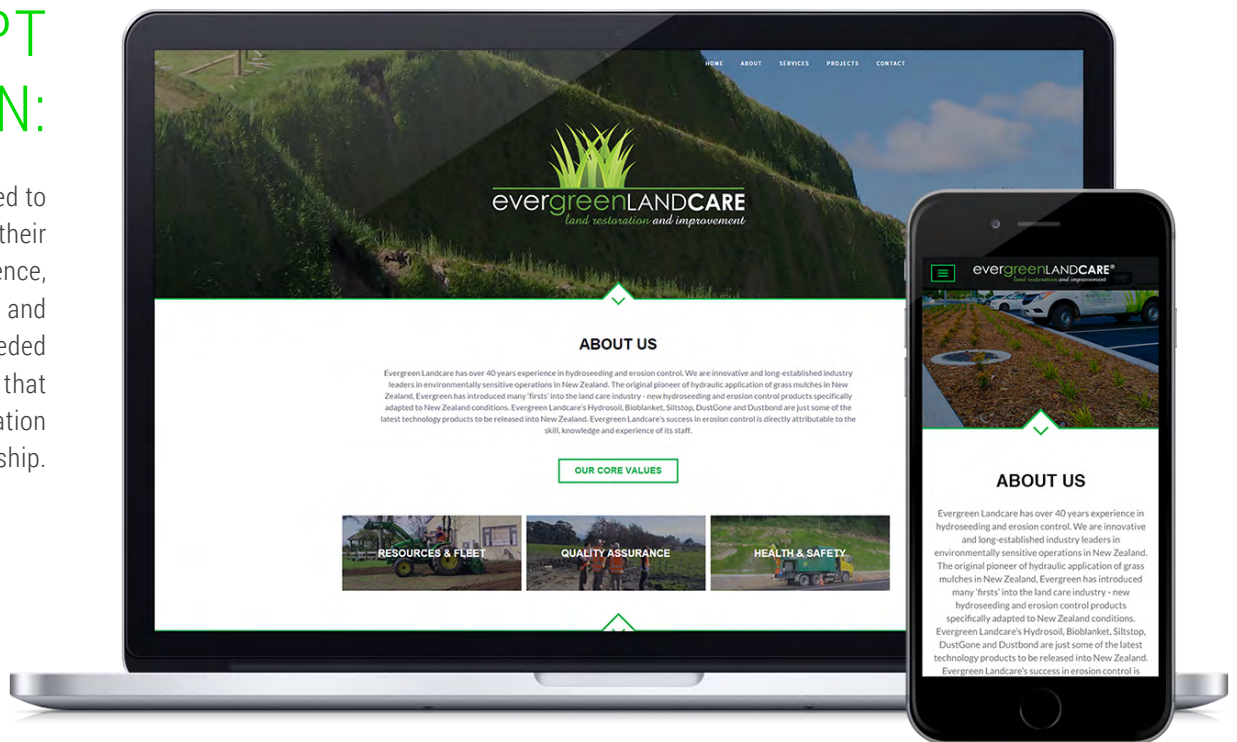 PT
N:
ed to
their
ence,
and
eded
that
ation
ship.
HOME ABOUT SERVICES PROJECTS CONTACT
evergreenLANDCARE
land restoration and improvement
ABOUT US
Evergreen Landcare has over 40 years experience in hydroseeding and erosion control. We are innovative and long-established industry
leaders in environmentally sensitive operations in New Zealand. The original pioneer of hydraulic application of grass mulches in New
Zealand, Evergreen has introduced many 'firsts' into the land care industry - new hydroseeding and erosion control products specifically
adapted to New Zealand conditions. Evergreen Landcare's Hydrosoil, Bioblanket, Siltstop, DustGone and Dustbond are just some of the
latest technology products to be released into New Zealand. Evergreen Landcare's success in erosion control is directly attributable to the
skill, knowledge and experience of its staff.
OUR CORE VALUES
RESOURCES & FLEET
QUALITY ASSURANCE
HEALTH & SAFETY
evergreenLANDCARE®
land restoration and improvement
ABOUT US
Evergreen Landcare has over 40 years experience in
hydroseeding and erosion control. We are innovative
and long-established industry leaders in
environmentally sensitive operations in New Zealand.
The original pioneer of hydraulic application of grass
mulches in New Zealand, Evergreen has introduced
many 'firsts' into the land care industry - new
hydroseeding and erosion control products
specifically adapted to New Zealand conditions.
Evergreen Landcare's Hydrosoil, Bioblanket, Siltstop,
DustGone and Dustbond are just some of the latest
technology products to be released into New Zealand.
Evergreen Landcare's success in erosion control is